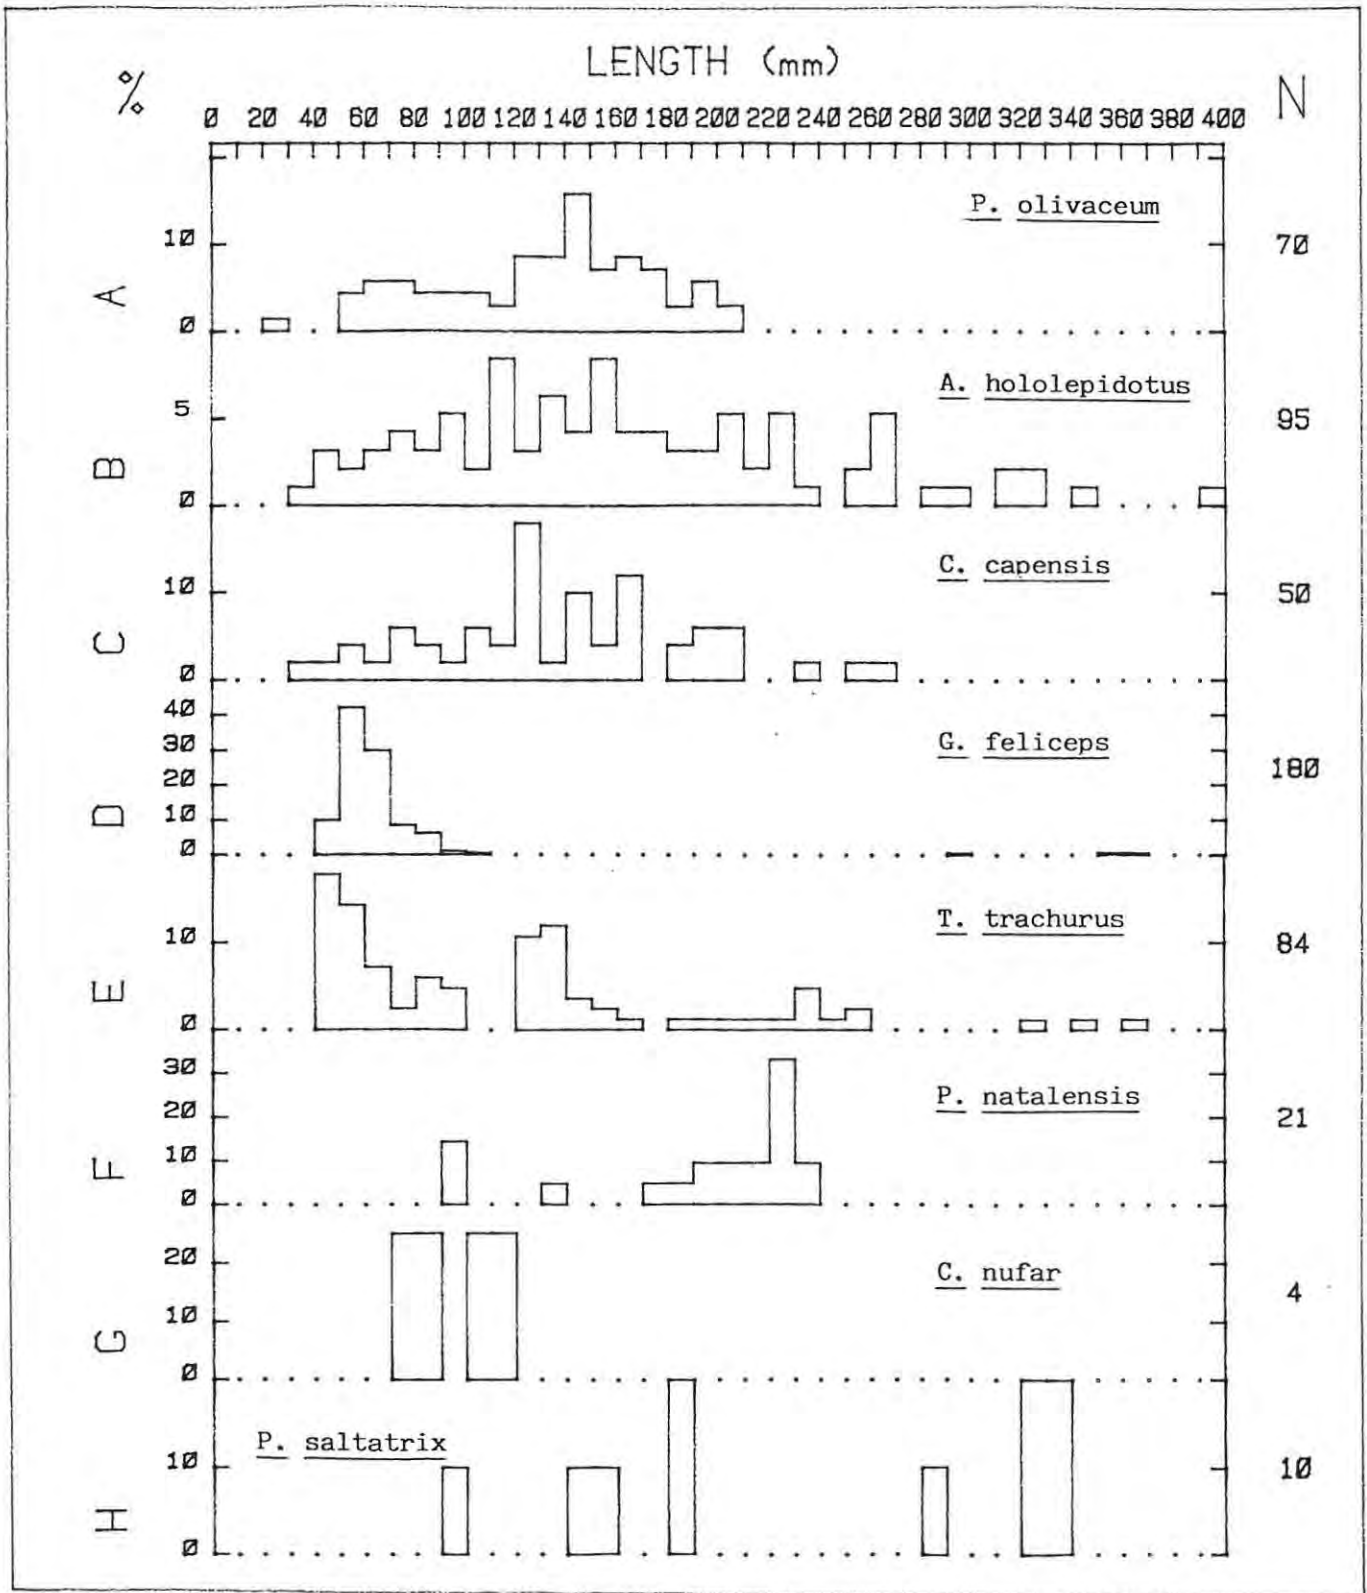 LENGTH (mm)
% N
0 20 40 60 80 100 120 140 160 180 200 220 240 260 280 300 320 340 360 380 400
P. olivaceum
10 70
A
0
A. hololepidotus
5 95
B
0
C. capensis
10 50
C
0
40
G. feliceps
30
20 180
10
D
0
T. trachurus
10 84
E
0
30
P. natalensis
20 21
10
F
0
20
C. nufar
10 4
G
0
P. saltatrix
10 10
H
0